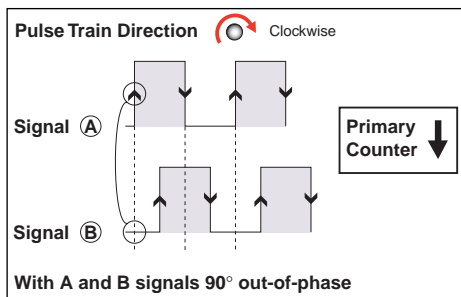 Pulse Train Direction Clockwise
Signal A
Primary
Counter
Signal B
With A and B signals 90° out-of-phase